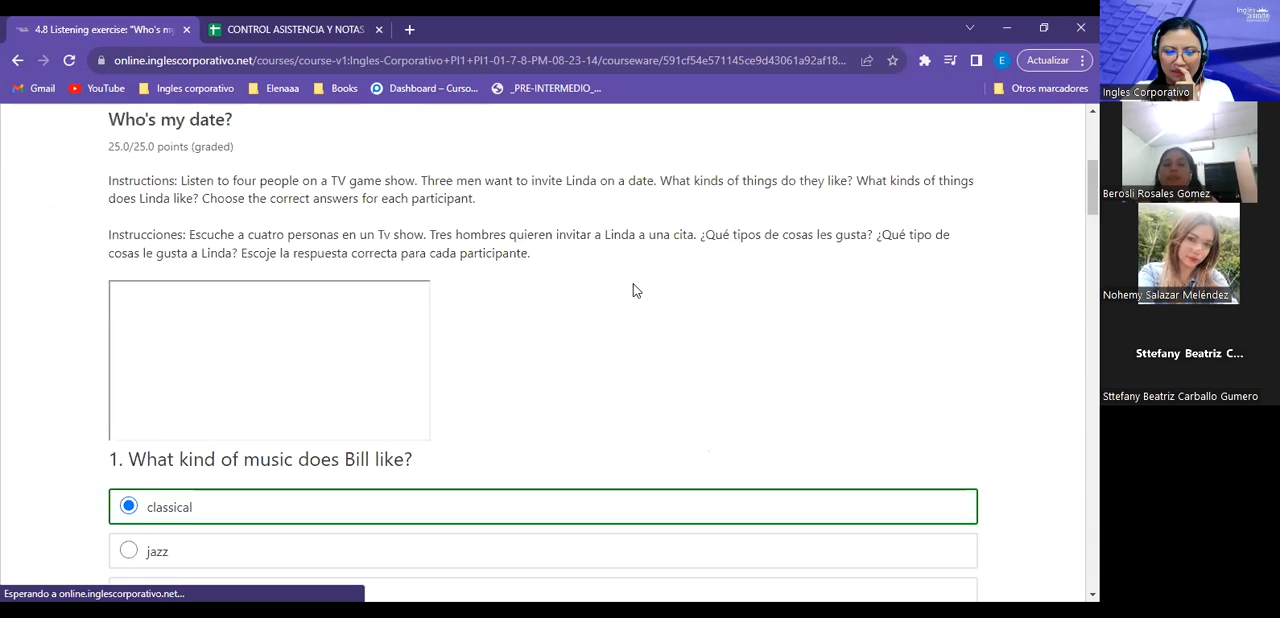 4.8 Listening exercise: "Who's my
CONTROL ASISTENCIA Y NOTAS
online.inglescorporativo.net/courses/course-v1:Ingles-Corporativo+PI1+PI1-01-7-8-PM-08-23-14/courseware/591cf54e571145ce9d43061a92af18...
E
Actualizar
Gmail
YouTube
Ingles corporativo
Elenaaa
Books
Dashboard – Curso...
_PRE-INTERMEDIO_...
Otros marcadores
Who's my date?
25.0/25.0 points (graded)
Instructions: Listen to four people on a TV game show. Three men want to invite Linda on a date. What kinds of things do they like? What kinds of things
does Linda like? Choose the correct answers for each participant.
Instrucciones: Escuche a cuatro personas en un Tv show. Tres hombres quieren invitar a Linda a una cita. ¿Qué tipos de cosas les gusta? ¿Qué tipo de
cosas le gusta a Linda? Escoje la respuesta correcta para cada participante.
1. What kind of music does Bill like?
classical
jazz
Esperando a online.inglescorporativo.net...
Ingles
Ingles Corporativo
Berosli Rosales Gomez
Nohemy Salazar Meléndez
Sttefany Beatriz C...
Sttefany Beatriz Carballo Gumero